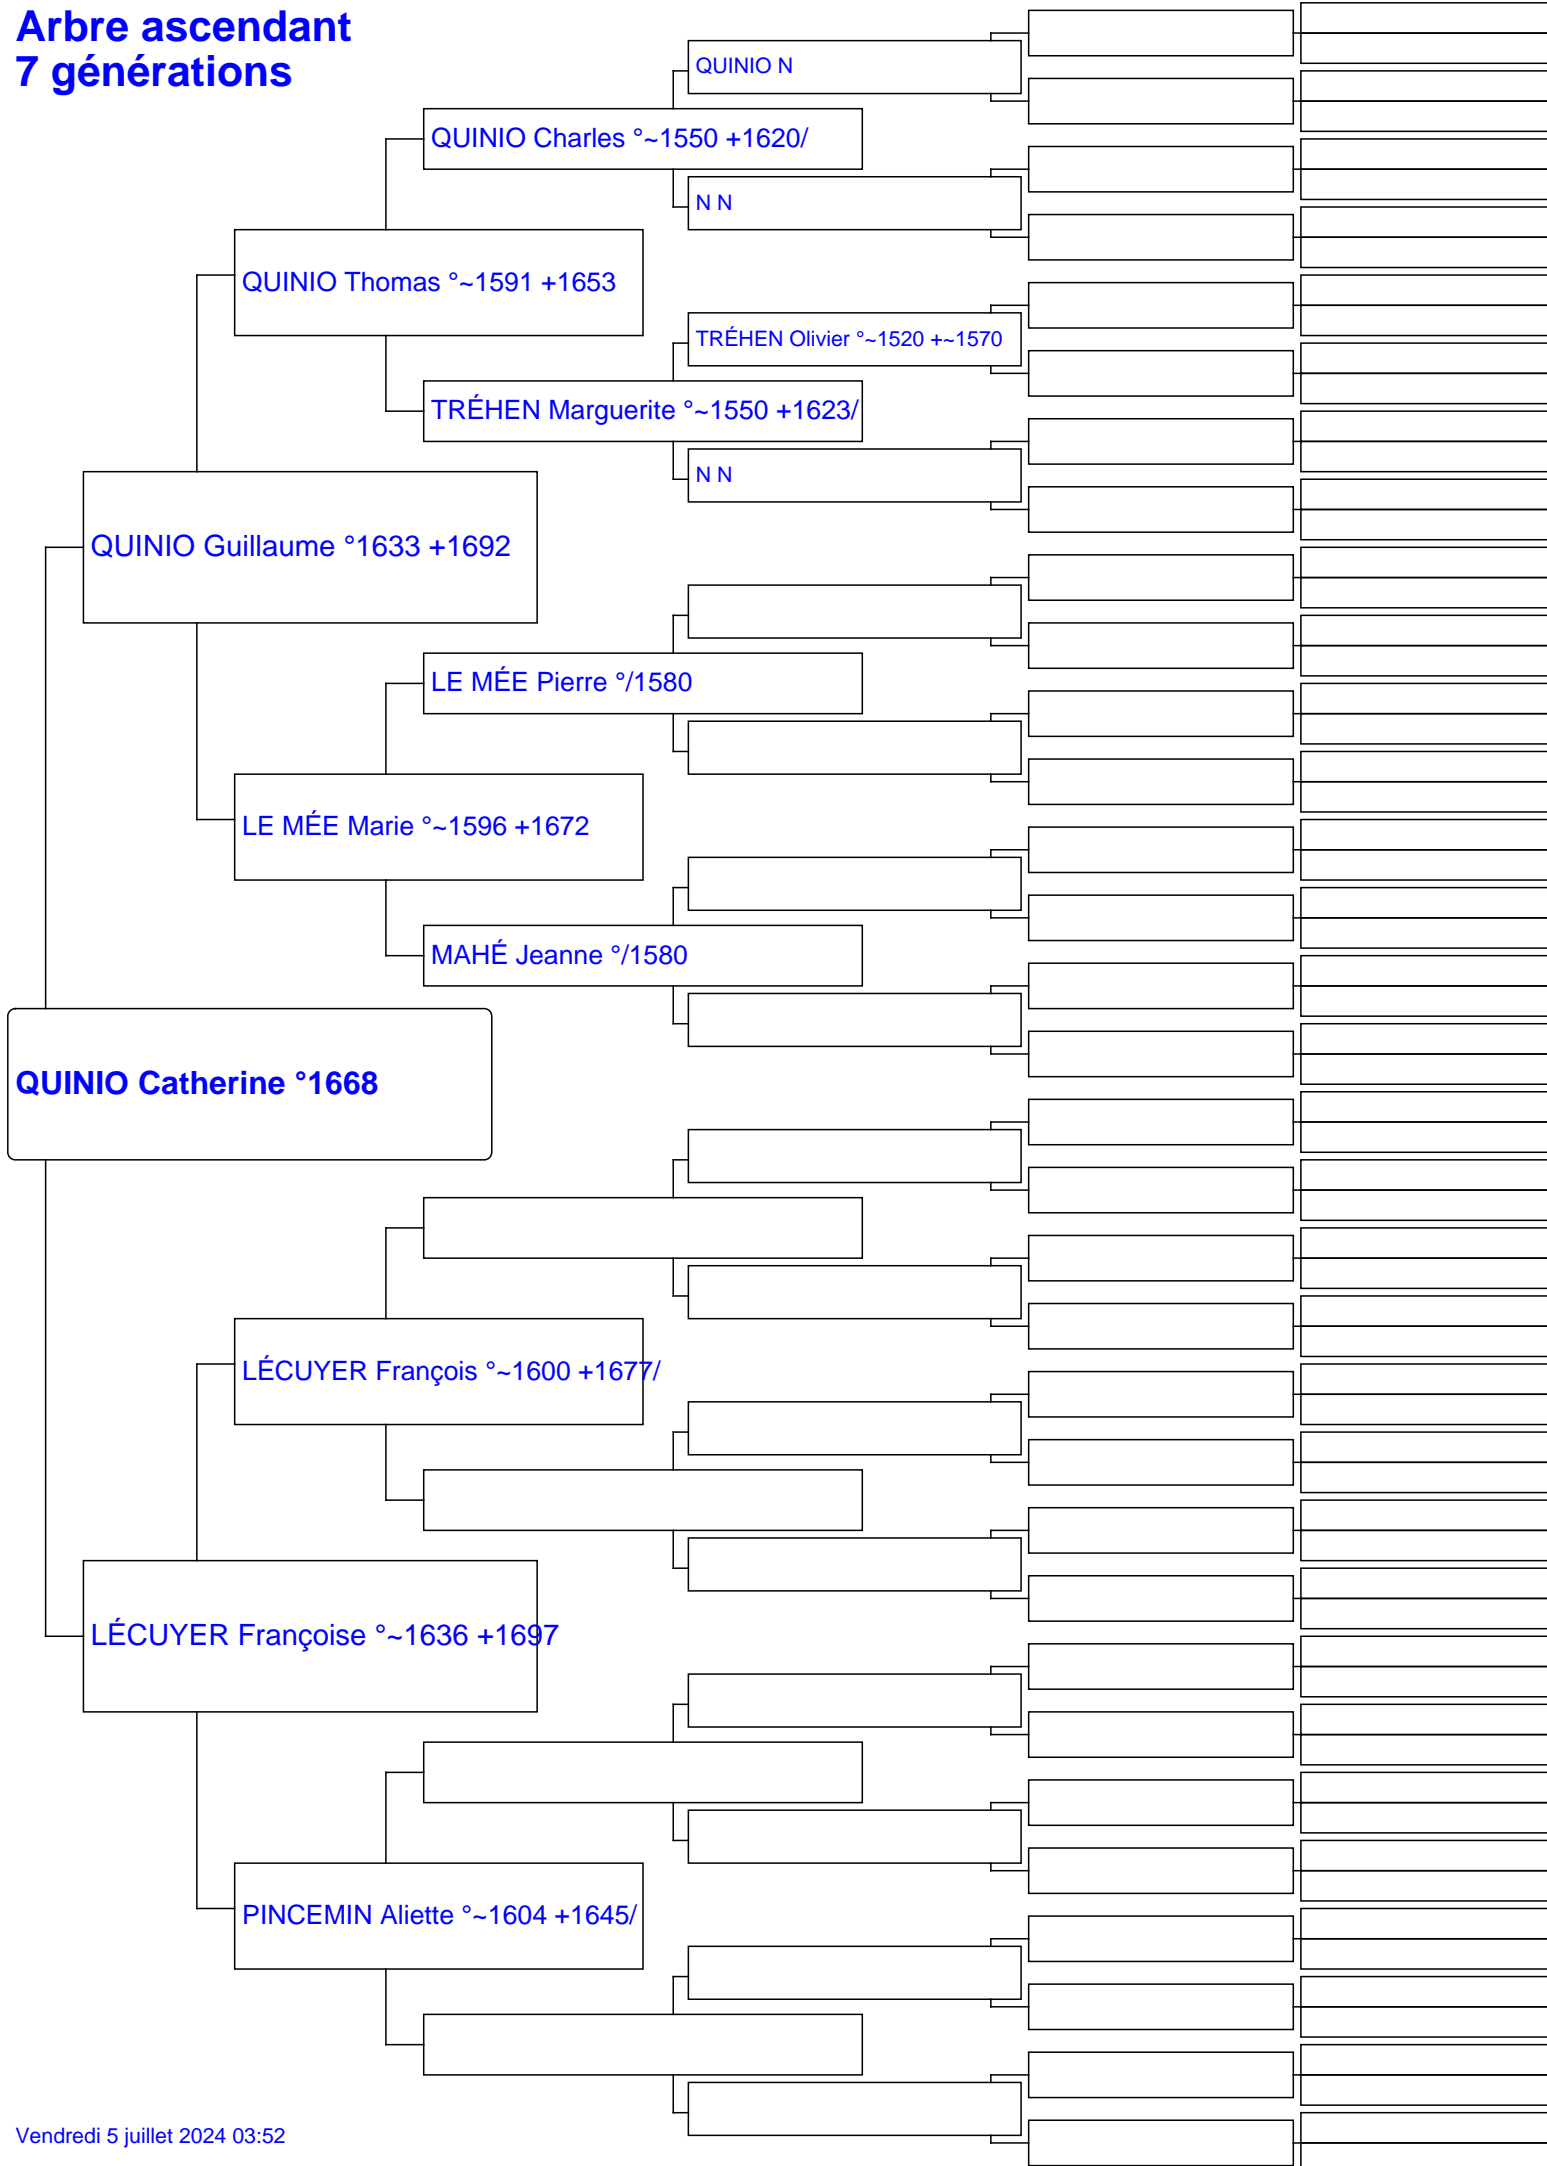 Arbre ascendant
7 générations
QUINIO N
QUINIO Charles °~1550 +1620/
N N
QUINIO Thomas °~1591 +1653
TRÉHEN Olivier °~1520 +~1570
TRÉHEN Marguerite °~1550 +1623/
N N
QUINIO Guillaume °1633 +1692
LE MÉE Pierre °/1580
LE MÉE Marie °~1596 +1672
MAHÉ Jeanne °/1580
QUINIO Catherine °1668
LÉCUYER François °~1600 +1677/
LÉCUYER Françoise °~1636 +1697
PINCEMIN Aliette °~1604 +1645/
Vendredi 5 juillet 2024 03:52